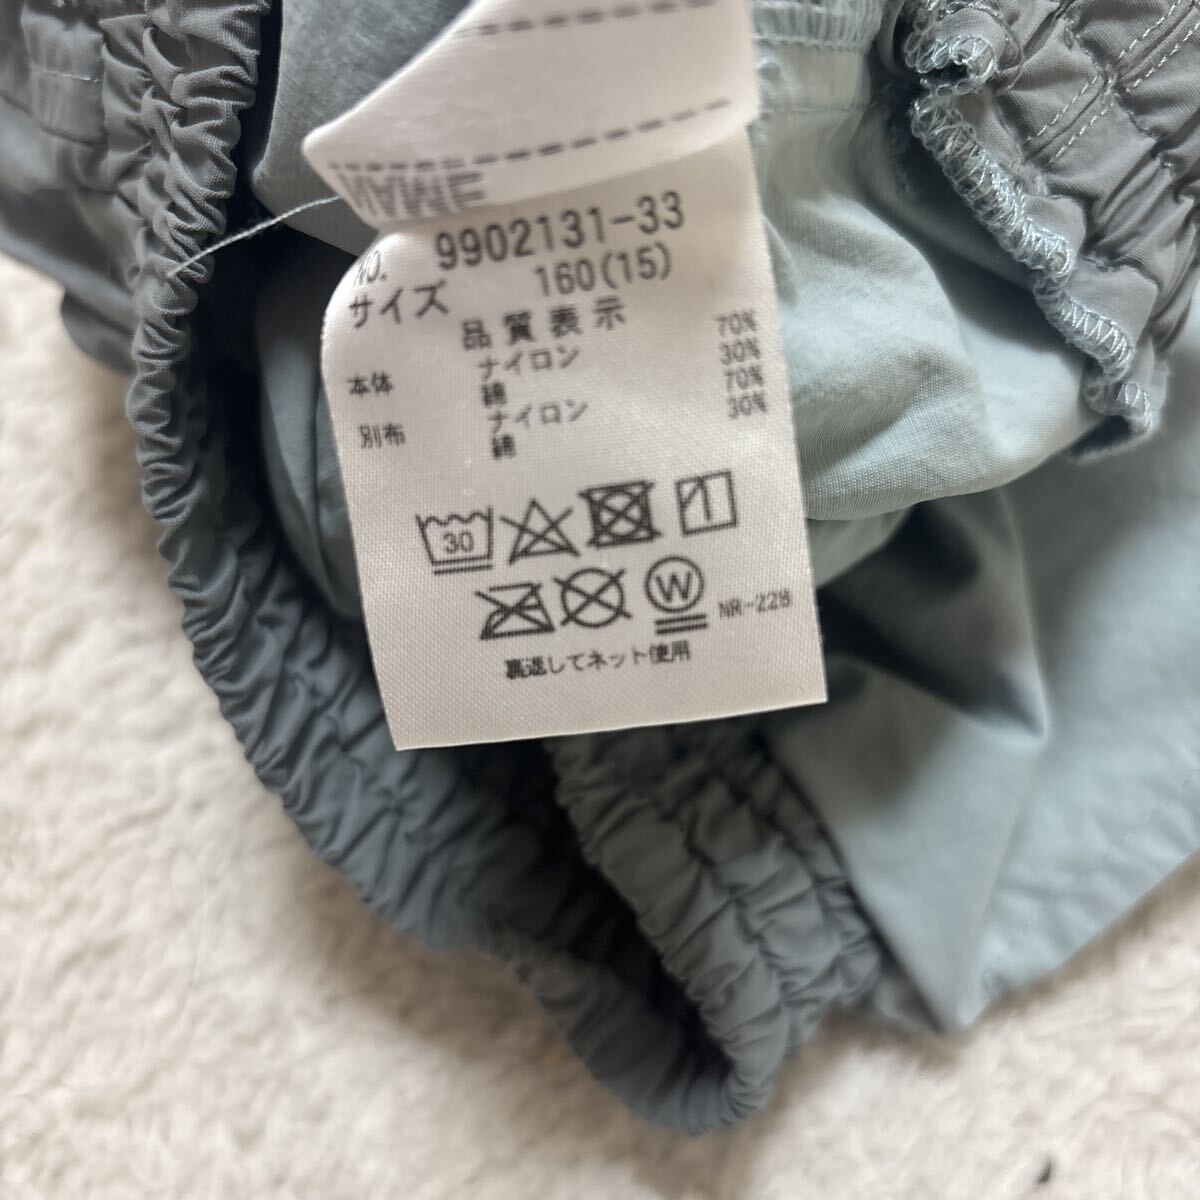 NAME
NO. 9902131-33
サイズ 160(15)
品質表示
本体 ナイロン 70%
綿 30%
別布 ナイロン 70%
綿 30%
30
W
NR-228
裏返してネット使用